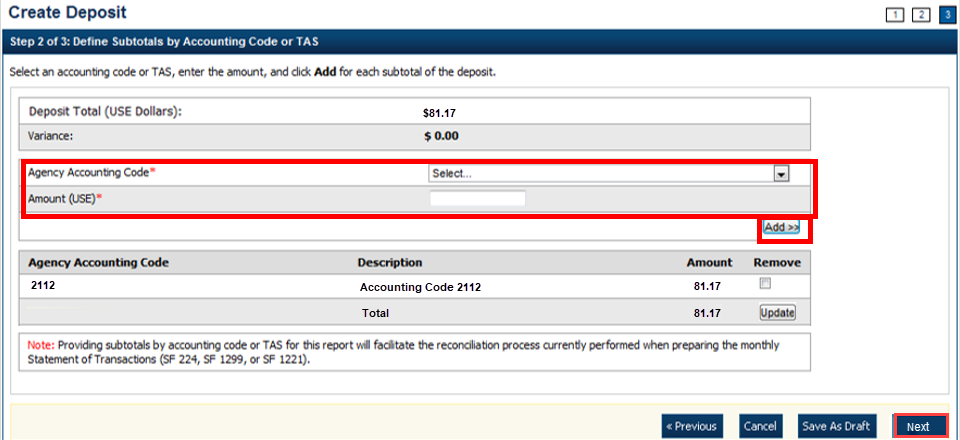 Create Deposit
1 2 3
Step 2 of 3: Define Subtotals by Accounting Code or TAS
Select an accounting code or TAS, enter the amount, and click Add for each subtotal of the deposit.
Deposit Total (USE Dollars): $81.17
Variance: $ 0.00
Agency Accounting Code* Select...
Amount (USE)*
Add >>
Agency Accounting Code Description Amount Remove
2112 Accounting Code 2112 81.17
Total 81.17 Update
Note: Providing subtotals by accounting code or TAS for this report will facilitate the reconciliation process currently performed when preparing the monthly
Statement of Transactions (SF 224, SF 1299, or SF 1221).
« Previous Cancel Save As Draft Next